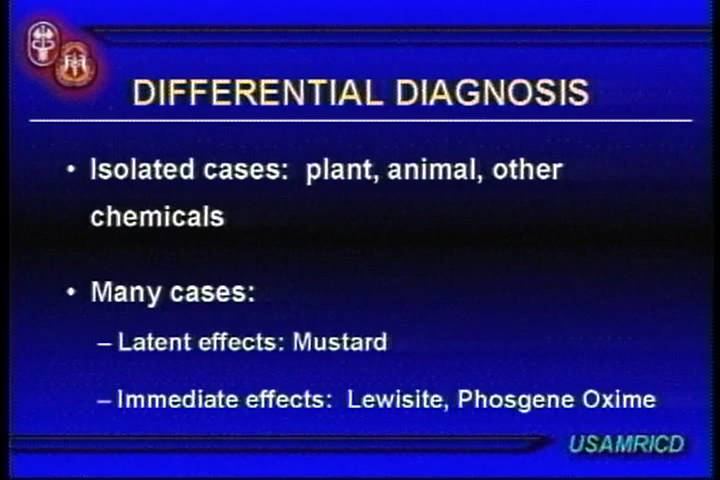 DIFFERENTIAL DIAGNOSIS
• Isolated cases: plant, animal, other
chemicals
• Many cases:
– Latent effects: Mustard
– Immediate effects: Lewisite, Phosgene Oxime
USAMRICD